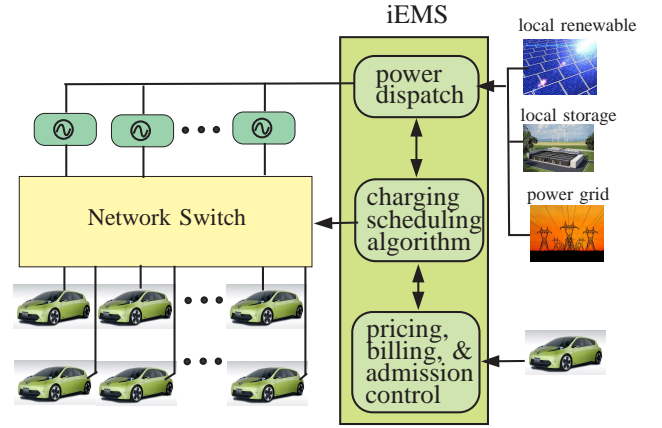 iEMS
local renewable
power
dispatch
local storage
charging
scheduling
algorithm
power grid
Network Switch
pricing,
billing, &
admission
control